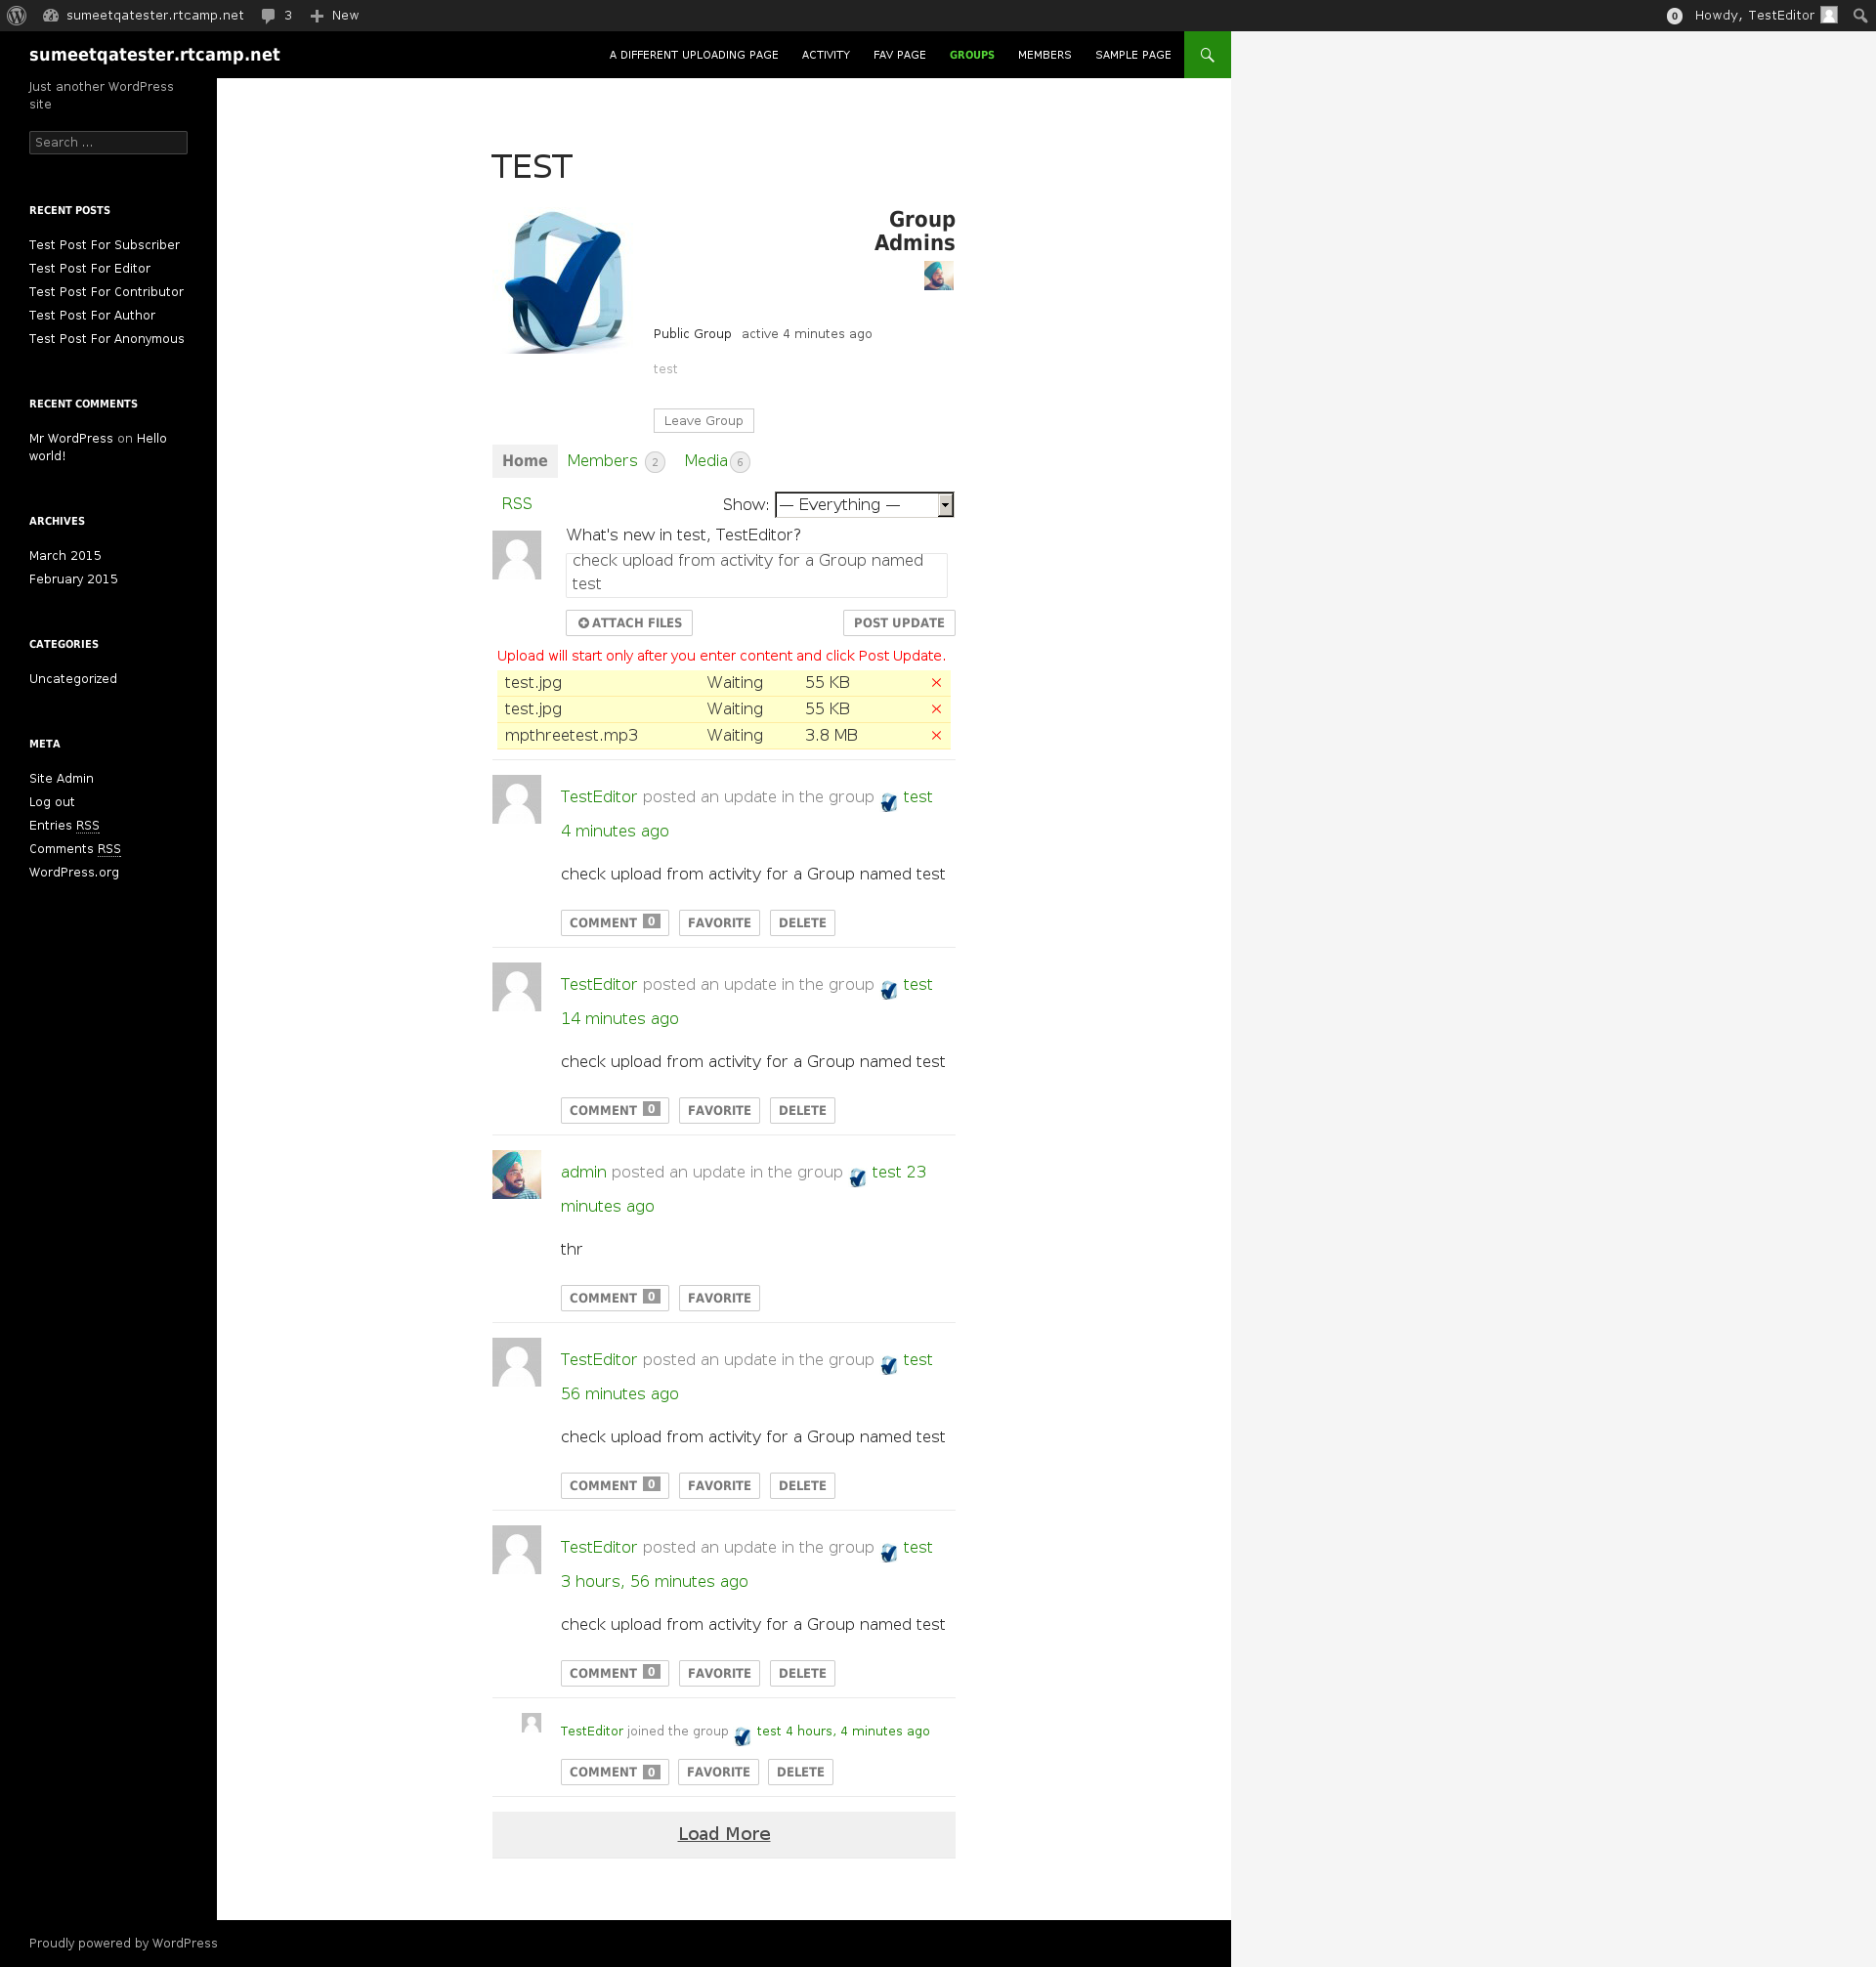 sumeetqatester.rtcamp.net 3 New 0 Howdy, TestEditor
sumeetqatester.rtcamp.net A DIFFERENT UPLOADING PAGE ACTIVITY FAV PAGE GROUPS MEMBERS SAMPLE PAGE
Just another WordPress
site
Search ...
RECENT POSTS
Test Post For Subscriber
Test Post For Editor
Test Post For Contributor
Test Post For Author
Test Post For Anonymous
RECENT COMMENTS
Mr WordPress on Hello
world!
ARCHIVES
March 2015
February 2015
CATEGORIES
Uncategorized
META
Site Admin
Log out
Entries RSS
Comments RSS
WordPress.org
TEST
Group
Admins
Public Group active 4 minutes ago
test
Leave Group
Home Members 2 Media 6
RSS Show: — Everything —
What's new in test, TestEditor?
check upload from activity for a Group named
test
ATTACH FILES POST UPDATE
Upload will start only after you enter content and click Post Update.
test.jpg Waiting 55 KB
test.jpg Waiting 55 KB
mpthreetest.mp3 Waiting 3.8 MB
TestEditor posted an update in the group test
4 minutes ago
check upload from activity for a Group named test
COMMENT 0 FAVORITE DELETE
TestEditor posted an update in the group test
14 minutes ago
check upload from activity for a Group named test
COMMENT 0 FAVORITE DELETE
admin posted an update in the group test 23
minutes ago
thr
COMMENT 0 FAVORITE
TestEditor posted an update in the group test
56 minutes ago
check upload from activity for a Group named test
COMMENT 0 FAVORITE DELETE
TestEditor posted an update in the group test
3 hours, 56 minutes ago
check upload from activity for a Group named test
COMMENT 0 FAVORITE DELETE
TestEditor joined the group test 4 hours, 4 minutes ago
COMMENT 0 FAVORITE DELETE
Load More
Proudly powered by WordPress